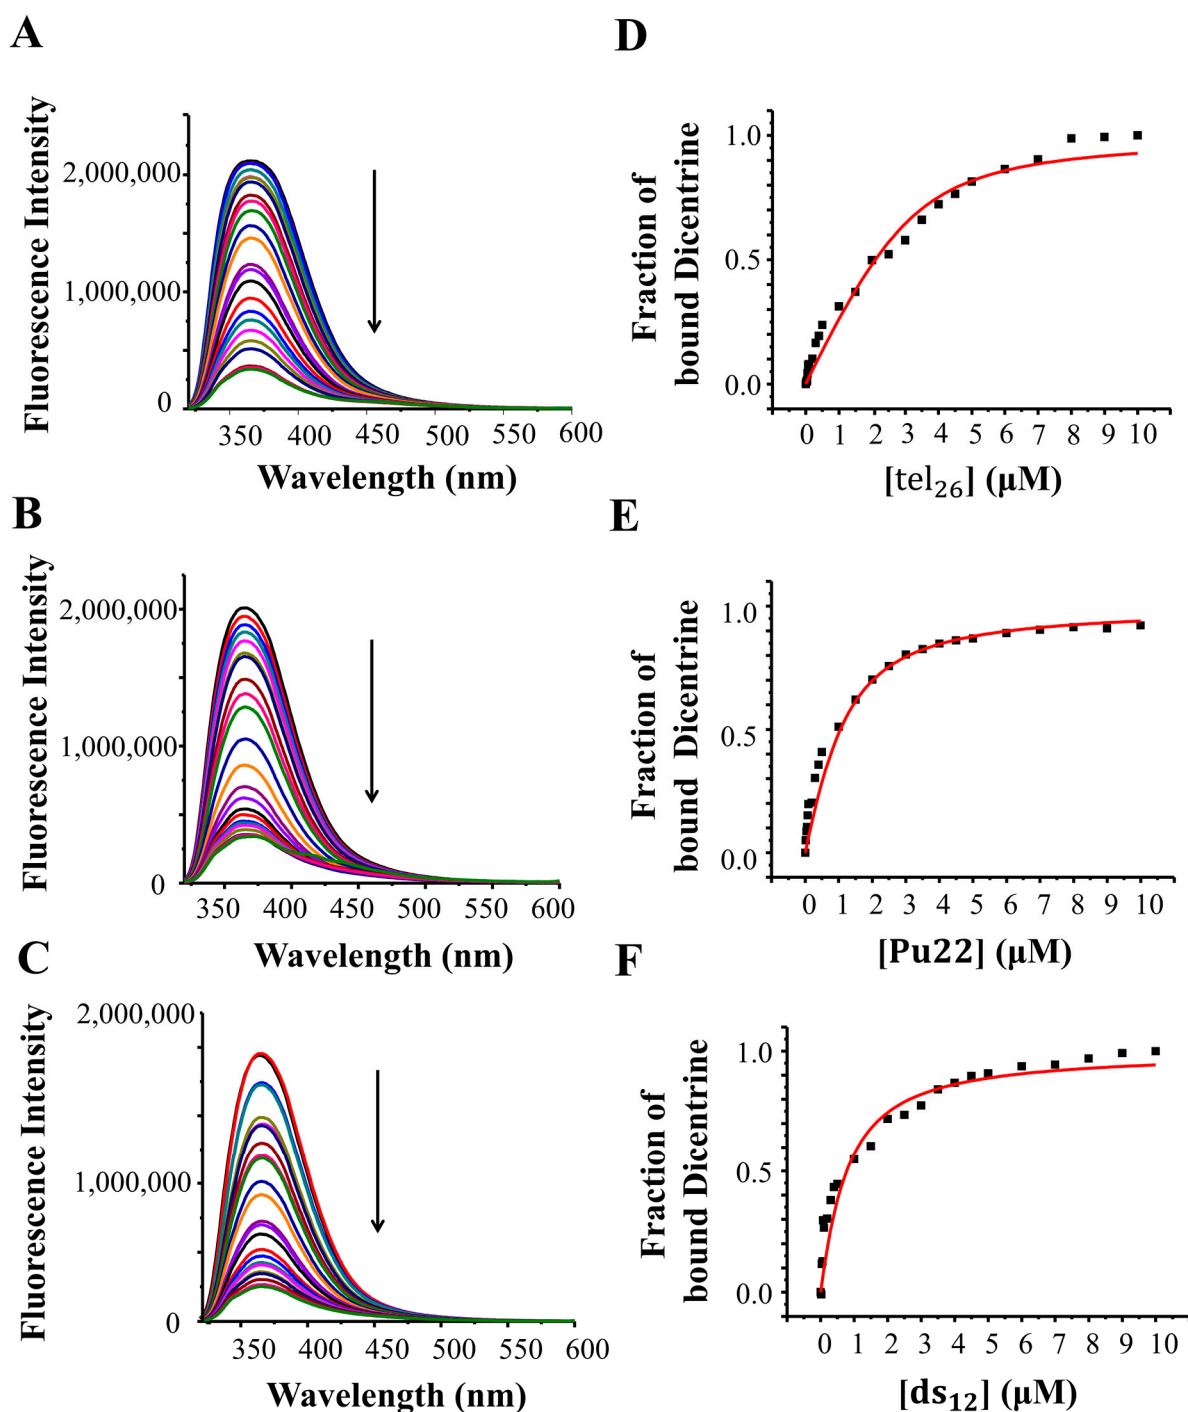 A
Fluorescence Intensity
2,000,000
1,000,000
0
350 400 450 500 550 600
Wavelength (nm)
D
Fraction of
bound Dicentrine
1.0
0.5
0.0
0 1 2 3 4 5 6 7 8 9 10
[tel₂₆] (μM)
B
Fluorescence Intensity
2,000,000
1,000,000
0
350 400 450 500 550 600
Wavelength (nm)
E
Fraction of
bound Dicentrine
1.0
0.5
0.0
0 1 2 3 4 5 6 7 8 9 10
[Pu22] (μM)
C
Fluorescence Intensity
2,000,000
1,000,000
0
350 400 450 500 550 600
Wavelength (nm)
F
Fraction of
bound Dicentrine
1.0
0.5
0.0
0 1 2 3 4 5 6 7 8 9 10
[ds₁₂] (μM)